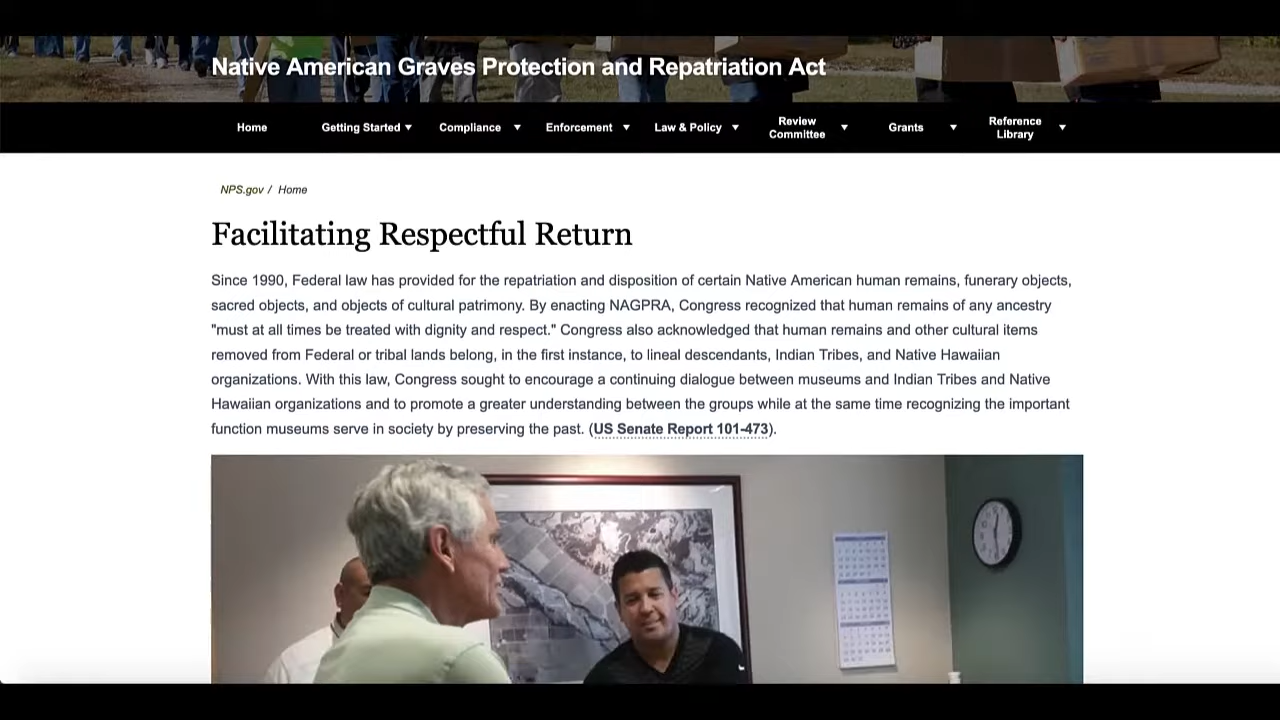 Native American Graves Protection and Repatriation Act
Home Getting Started Compliance Enforcement Law & Policy Review Committee Grants Reference Library
NPS.gov / Home
Facilitating Respectful Return
Since 1990, Federal law has provided for the repatriation and disposition of certain Native American human remains, funerary objects,
sacred objects, and objects of cultural patrimony. By enacting NAGPRA, Congress recognized that human remains of any ancestry
"must at all times be treated with dignity and respect." Congress also acknowledged that human remains and other cultural items
removed from Federal or tribal lands belong, in the first instance, to lineal descendants, Indian Tribes, and Native Hawaiian
organizations. With this law, Congress sought to encourage a continuing dialogue between museums and Indian Tribes and Native
Hawaiian organizations and to promote a greater understanding between the groups while at the same time recognizing the important
function museums serve in society by preserving the past. (US Senate Report 101-473).